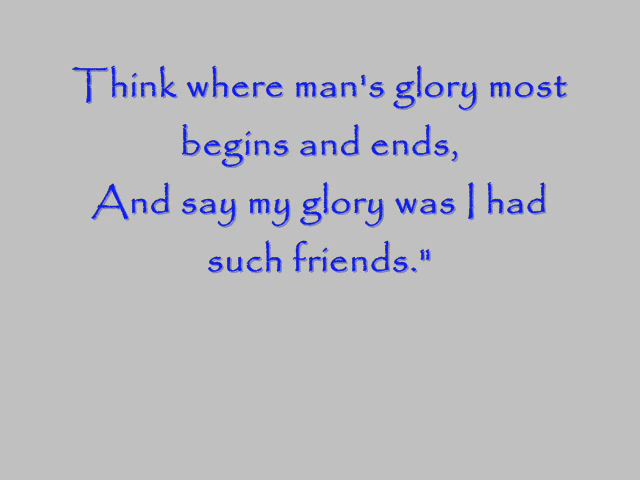 Think where man's glory most
begins and ends,
And say my glory was I had
such friends."